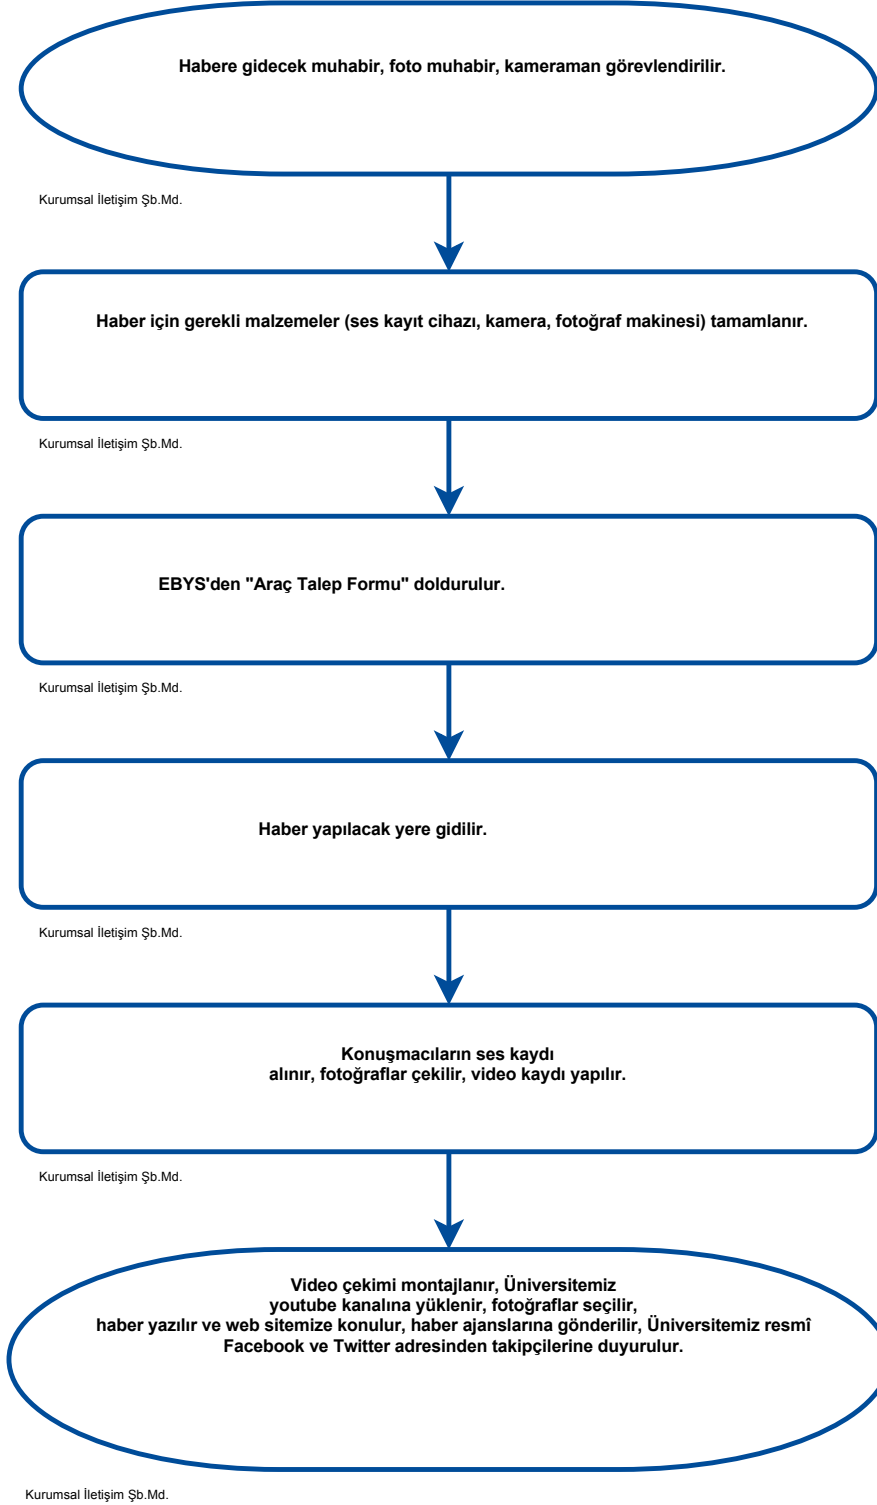 Habere gidecek muhabir, foto muhabir, kameraman görevlendirilir.
Kurumsal İletişim Şb.Md.
Haber için gerekli malzemeler (ses kayıt cihazı, kamera, fotoğraf makinesi) tamamlanır.
Kurumsal İletişim Şb.Md.
EBYS'den "Araç Talep Formu" doldurulur.
Kurumsal İletişim Şb.Md.
Haber yapılacak yere gidilir.
Kurumsal İletişim Şb.Md.
Konuşmacıların ses kaydı
alınır, fotoğraflar çekilir, video kaydı yapılır.
Kurumsal İletişim Şb.Md.
Video çekimi montajlanır, Üniversitemiz
youtube kanalına yüklenir, fotoğraflar seçilir,
haber yazılır ve web sitemize konulur, haber ajanslarına gönderilir, Üniversitemiz resmî
Facebook ve Twitter adresinden takipçilerine duyurulur.
Kurumsal İletişim Şb.Md.